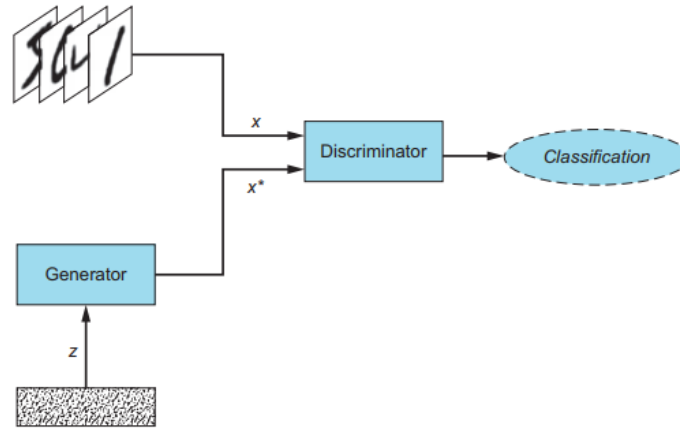 x
Discriminator
Classification
x*
Generator
z